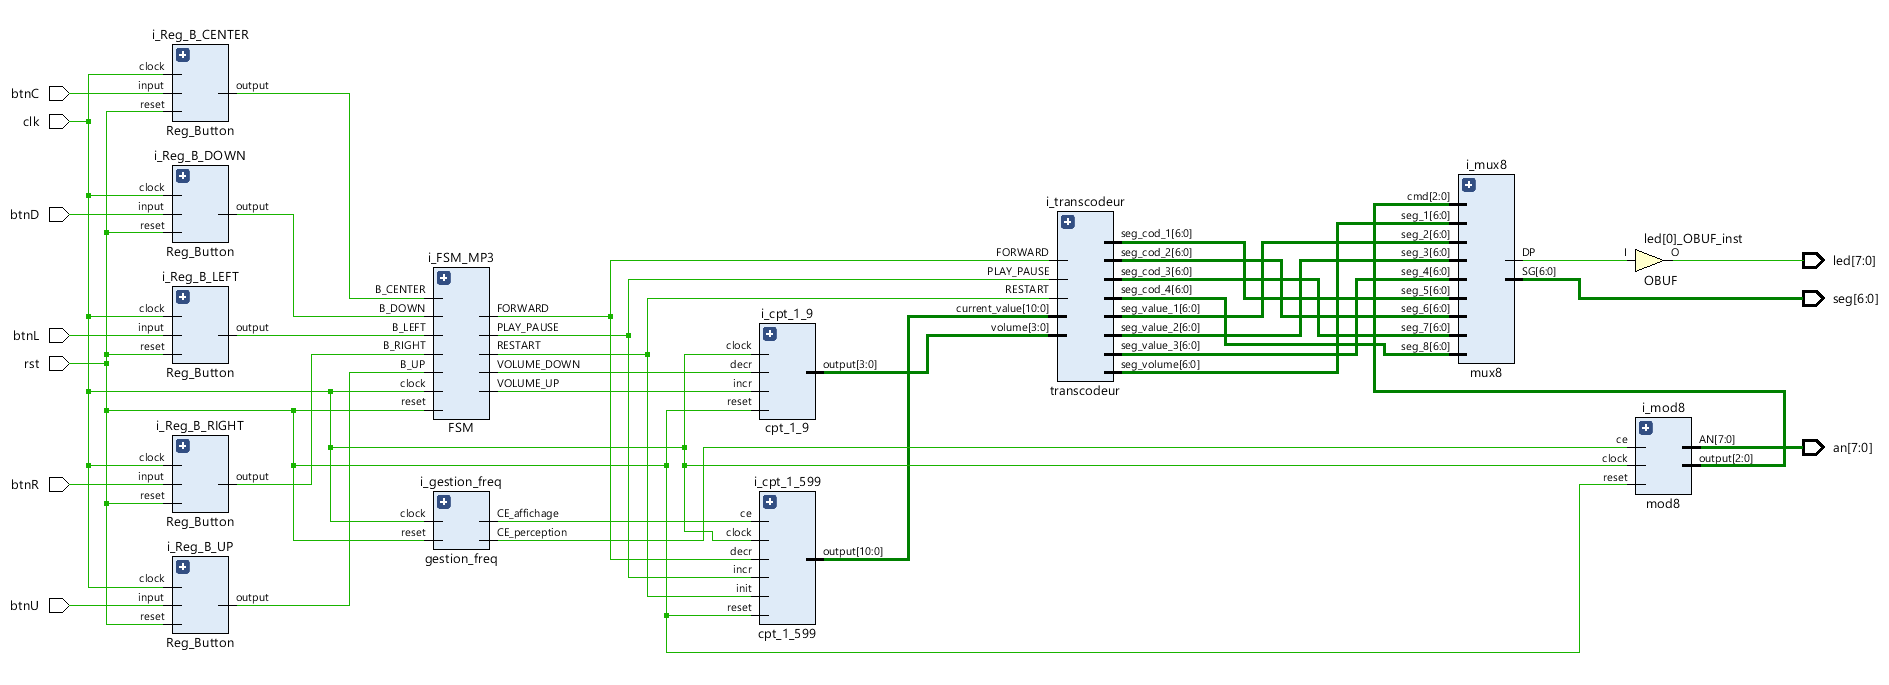 i_Reg_B_CENTER
clock
input
reset
output
Reg_Button
btnC
clk
i_Reg_B_DOWN
clock
input
reset
output
Reg_Button
btnD
i_Reg_B_LEFT
clock
input
reset
output
Reg_Button
btnL
rst
i_Reg_B_RIGHT
clock
input
reset
output
Reg_Button
btnR
i_Reg_B_UP
clock
input
reset
output
Reg_Button
btnU
i_FSM_MP3
B_CENTER
B_DOWN
B_LEFT
B_RIGHT
B_UP
clock
reset
FORWARD
PLAY_PAUSE
RESTART
VOLUME_DOWN
VOLUME_UP
FSM
i_gestion_freq
clock
reset
CE_affichage
CE_perception
gestion_freq
i_cpt_1_9
clock
decr
incr
reset
output[3:0]
cpt_1_9
i_cpt_1_599
ce
clock
decr
incr
init
reset
output[10:0]
cpt_1_599
i_transcodeur
FORWARD
PLAY_PAUSE
RESTART
current_value[10:0]
volume[3:0]
seg_cod_1[6:0]
seg_cod_2[6:0]
seg_cod_3[6:0]
seg_cod_4[6:0]
seg_value_1[6:0]
seg_value_2[6:0]
seg_value_3[6:0]
seg_volume[6:0]
transcodeur
i_mux8
cmd[2:0]
seg_1[6:0]
seg_2[6:0]
seg_3[6:0]
seg_4[6:0]
seg_5[6:0]
seg_6[6:0]
seg_7[6:0]
seg_8[6:0]
DP
SG[6:0]
mux8
led[0]_OBUF_inst
I
O
OBUF
led[7:0]
seg[6:0]
i_mod8
ce
clock
reset
AN[7:0]
output[2:0]
mod8
an[7:0]